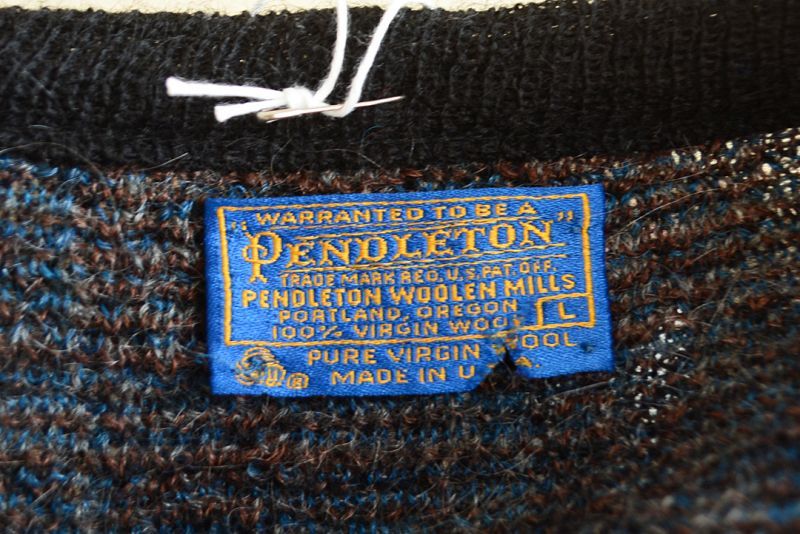 WARRANTED TO BE A
"PENDLETON"
TRADE MARK REG. U.S. PAT. OFF.
PENDLETON WOOLEN MILLS
PORTLAND, OREGON
100% VIRGIN WOOL
L
PURE VIRGIN WOOL
® MADE IN U.S.A.